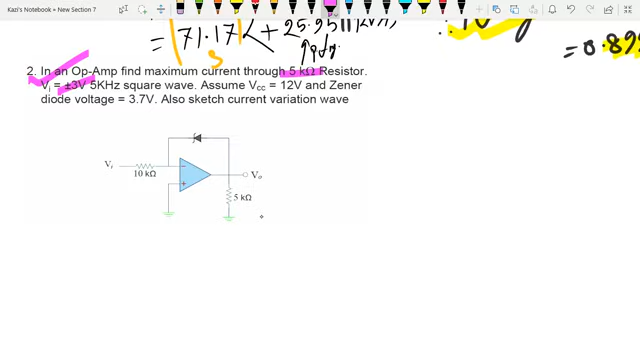 71.17k + 25.95||
= 
= 0.899
2. In an Op-Amp find maximum current through 5 kΩ Resistor.
Vi = ±3V 5KHz square wave. Assume VCC = 12V and Zener
diode voltage = 3.7V. Also sketch current variation wave
Vi
10 kΩ
−
+
Vo
5 kΩ
Kazi's Notebook » New Section 7